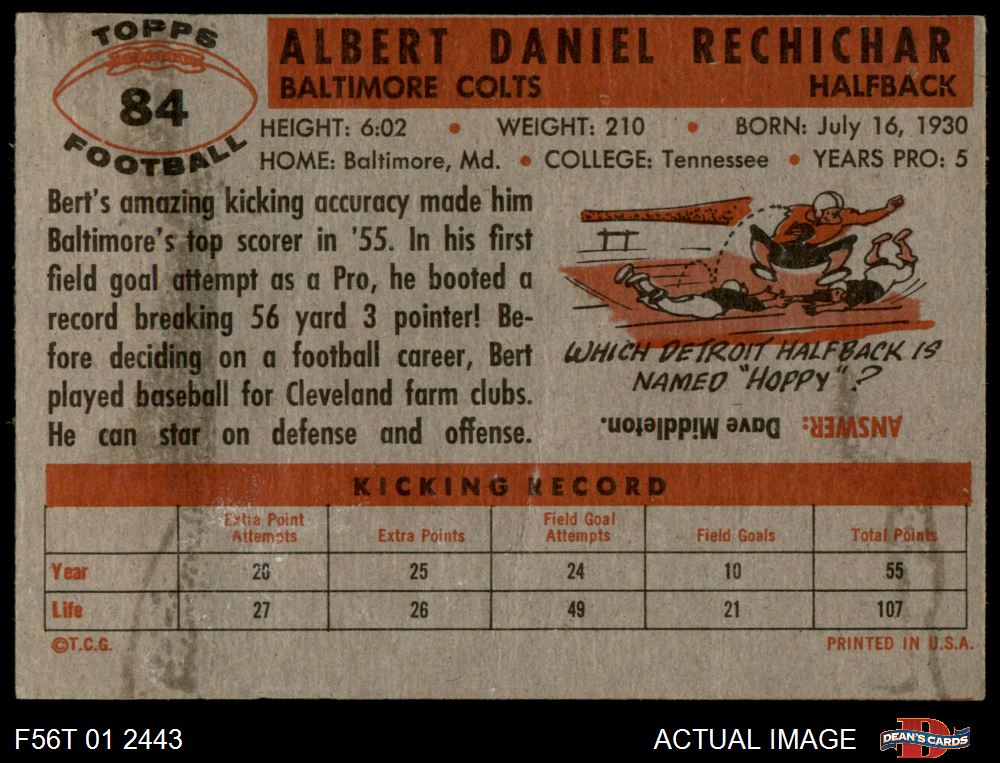 TOPPS
84
FOOTBALL
ALBERT DANIEL RECHICHAR
BALTIMORE COLTS HALFBACK
HEIGHT: 6:02 • WEIGHT: 210 • BORN: July 16, 1930
HOME: Baltimore, Md. • COLLEGE: Tennessee • YEARS PRO: 5
Bert's amazing kicking accuracy made him
Baltimore's top scorer in '55. In his first
field goal attempt as a Pro, he booted a
record breaking 56 yard 3 pointer! Be-
fore deciding on a football career, Bert
played baseball for Cleveland farm clubs.
He can star on defense and offense.
WHICH DETROIT HALFBACK IS
NAMED "HOPPY"?
ANSWER: Dave Middleton.
KICKING RECORD
Extra Point Attempts Extra Points Field Goal Attempts Field Goals Total Points
Year 26 25 24 10 55
Life 27 26 49 21 107
©T.C.G. PRINTED IN U.S.A.
F56T 01 2443 ACTUAL IMAGE DEAN'S CARDS